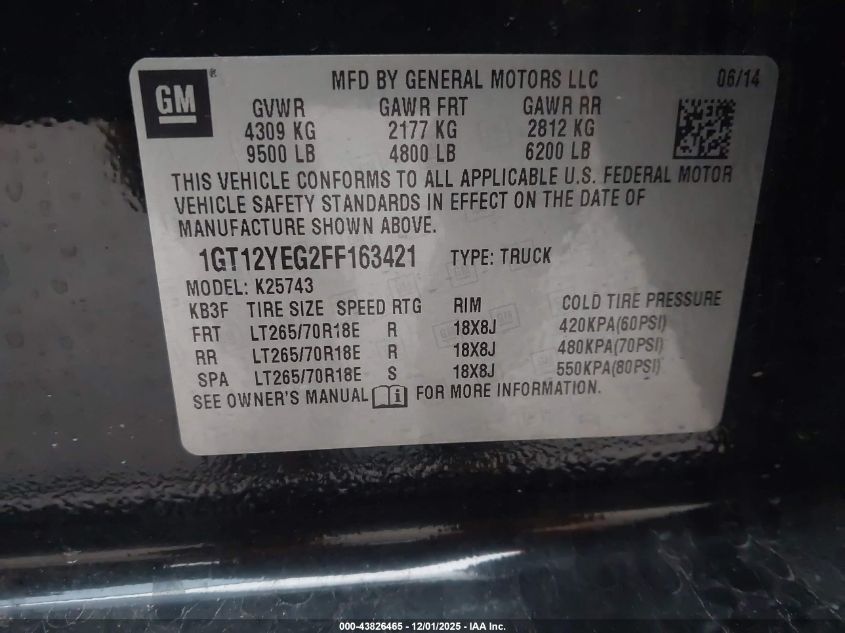 GM ® MFD BY GENERAL MOTORS LLC 06/14
GVWR GAWR FRT GAWR RR
4309 KG 2177 KG 2812 KG
9500 LB 4800 LB 6200 LB
THIS VEHICLE CONFORMS TO ALL APPLICABLE U.S. FEDERAL MOTOR
VEHICLE SAFETY STANDARDS IN EFFECT ON THE DATE OF
MANUFACTURE SHOWN ABOVE.
1GT12YEG2FF163421 TYPE: TRUCK
MODEL: K25743
KB3F TIRE SIZE SPEED RTG RIM COLD TIRE PRESSURE
FRT LT265/70R18E R 18X8J 420KPA(60PSI)
RR LT265/70R18E R 18X8J 480KPA(70PSI)
SPA LT265/70R18E S 18X8J 550KPA(80PSI)
SEE OWNER'S MANUAL i FOR MORE INFORMATION.
000-43826465 - 12/01/2025 - IAA Inc.